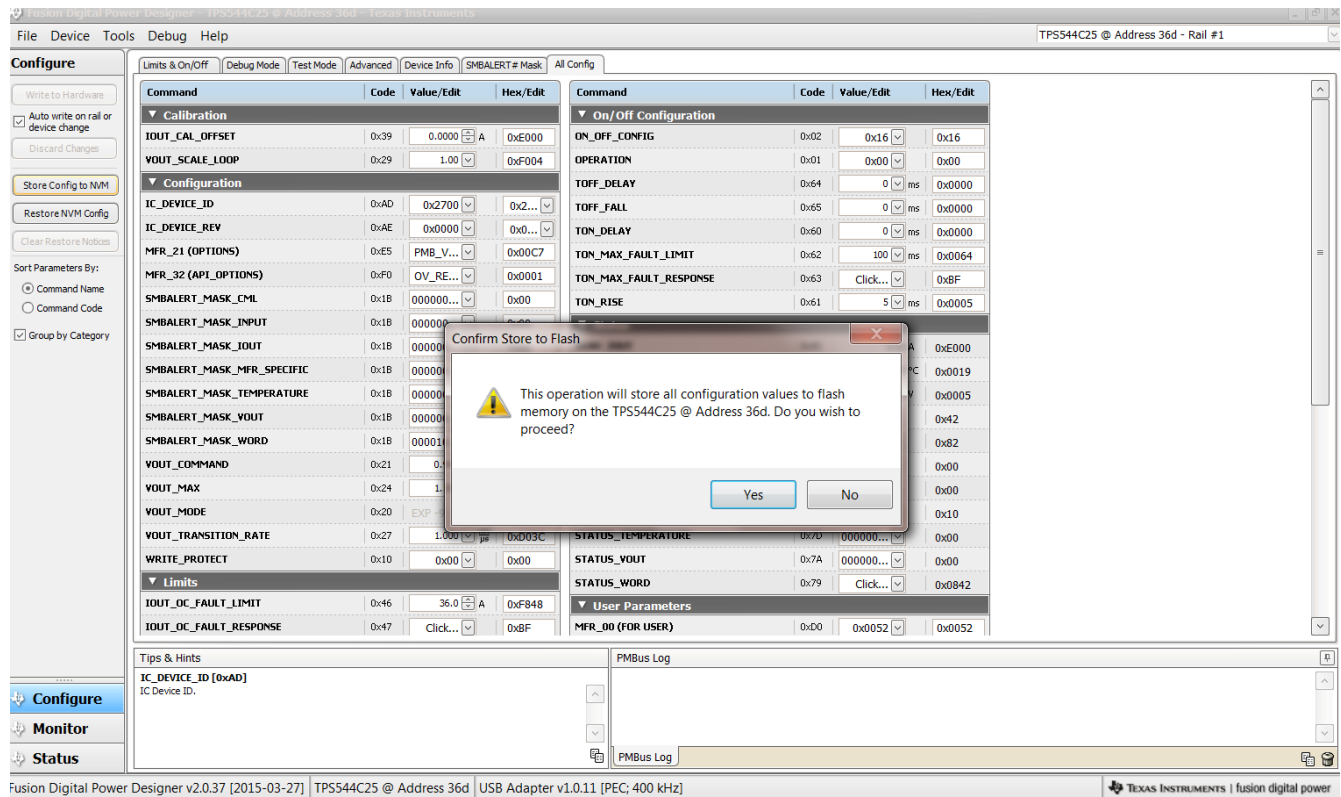 Fusion Digital Power Designer - TPS544C25 @ Address 36d - Texas Instruments
File Device Tools Debug Help
TPS544C25 @ Address 36d - Rail #1
Configure
Write to Hardware
Auto write on rail or
device change
Discard Changes
Store Config to NVM
Restore NVM Config
Clear Restore Notices
Sort Parameters By:
Command Name
Command Code
Group by Category
Limits & On/Off Debug Mode Test Mode Advanced Device Info SMBALERT# Mask All Config
Command Code Value/Edit Hex/Edit
Calibration
IOUT_CAL_OFFSET 0x39 0.0000 A 0xE000
VOUT_SCALE_LOOP 0x29 1.00 0xF004
Configuration
IC_DEVICE_ID 0xAD 0x2700 0x2...
IC_DEVICE_REV 0xAE 0x0000 0x0...
MFR_21 (OPTIONS) 0xE5 PMB_V... 0x00C7
MFR_32 (API_OPTIONS) 0xF0 OV_RE... 0x0001
SMBALERT_MASK_CML 0x1B 000000... 0x00
SMBALERT_MASK_INPUT 0x1B 000000...
SMBALERT_MASK_IOUT 0x1B
SMBALERT_MASK_MFR_SPECIFIC 0x1B
SMBALERT_MASK_TEMPERATURE 0x1B
SMBALERT_MASK_VOUT 0x1B
SMBALERT_MASK_WORD 0x1B
VOUT_COMMAND 0x21
VOUT_MAX 0x24
VOUT_MODE 0x20 EXP
VOUT_TRANSITION_RATE 0x27 1.000 0xD03C
WRITE_PROTECT 0x10 0x00 0x00
Limits
IOUT_OC_FAULT_LIMIT 0x46 36.0 A 0xF848
IOUT_OC_FAULT_RESPONSE 0x47 Click... 0xBF
Command Code Value/Edit Hex/Edit
On/Off Configuration
ON_OFF_CONFIG 0x02 0x16 0x16
OPERATION 0x01 0x00 0x00
TOFF_DELAY 0x64 0 ms 0x0000
TOFF_FALL 0x65 0 ms 0x0000
TON_DELAY 0x60 0 ms 0x0000
TON_MAX_FAULT_LIMIT 0x62 100 ms 0x0064
TON_MAX_FAULT_RESPONSE 0x63 Click... 0xBF
TON_RISE 0x61 5 ms 0x0005
A 0xE000
°C 0x0019
V 0x0005
0x42
0x82
0x00
0x00
0x10
STATUS_TEMPERATURE 0x7D 000000... 0x00
STATUS_VOUT 0x7A 000000... 0x00
STATUS_WORD 0x79 Click... 0x0842
User Parameters
MFR_00 (FOR USER) 0xD0 0x0052 0x0052
Confirm Store to Flash
This operation will store all configuration values to flash
memory on the TPS544C25 @ Address 36d. Do you wish to
proceed?
Yes No
Tips & Hints
IC_DEVICE_ID [0xAD]
IC Device ID.
PMBus Log
PMBus Log
Configure
Monitor
Status
Fusion Digital Power Designer v2.0.37 [2015-03-27] TPS544C25 @ Address 36d USB Adapter v1.0.11 [PEC; 400 kHz]
TEXAS INSTRUMENTS | fusion digital power